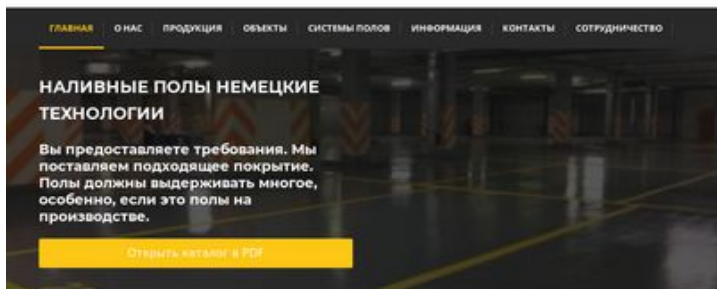 ГЛАВНАЯ О НАС ПРОДУКЦИЯ ОБЪЕКТЫ СИСТЕМЫ ПОЛОВ ИНФОРМАЦИЯ КОНТАКТЫ СОТРУДНИЧЕСТВО
НАЛИВНЫЕ ПОЛЫ НЕМЕЦКИЕ
ТЕХНОЛОГИИ
Вы предоставляете требования. Мы
поставляем подходящее покрытие.
Полы должны выдерживать многое,
особенно, если это полы на
производстве.
Открыть каталог в PDF